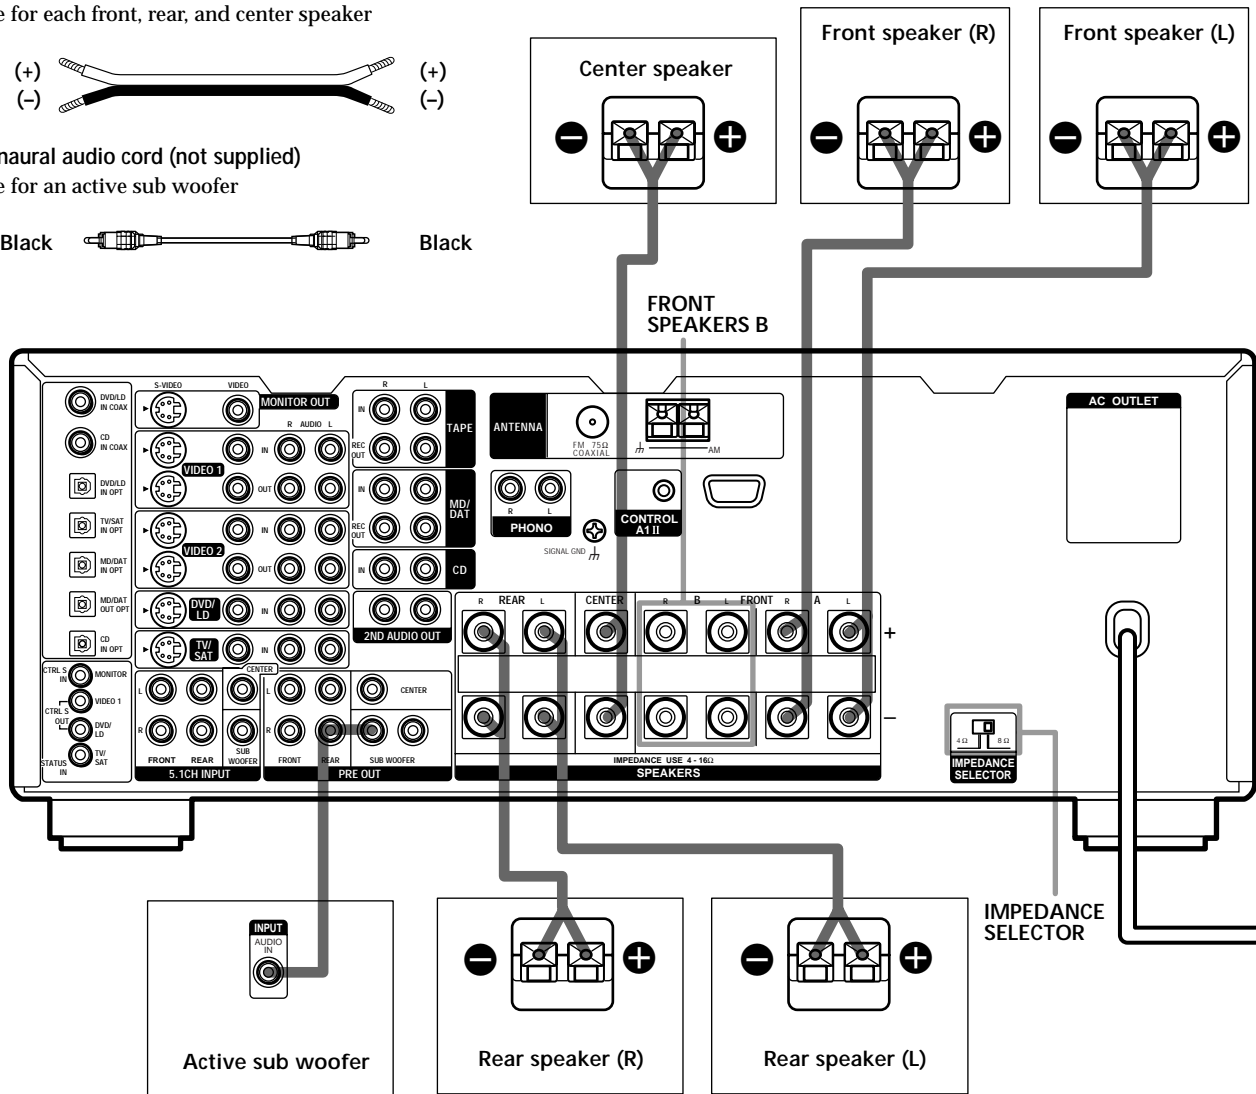 e for each front, rear, and center speaker
(+)
(–)
(+)
(–)
naural audio cord (not supplied)
e for an active sub woofer
Black
Black
Center speaker
Front speaker (R)
Front speaker (L)
FRONT
SPEAKERS B
DVD/LD
IN COAX
CD
IN COAX
DVD/LD
IN OPT
TV/SAT
IN OPT
MD/DAT
IN OPT
MD/DAT
OUT OPT
CD
IN OPT
CTRL S
IN
MONITOR
VIDEO 1
CTRL S
OUT
DVD/
LD
STATUS
IN
TV/
SAT
S-VIDEO
VIDEO
MONITOR OUT
R AUDIO L
VIDEO 1
IN
OUT
VIDEO 2
IN
OUT
DVD/
LD
IN
TV/
SAT
IN
R L
IN
REC
OUT
TAPE
IN
REC
OUT
MD/
DAT
IN
CD
2ND AUDIO OUT
CENTER
L
R
FRONT REAR
SUB
WOOFER
5.1CH INPUT
L
R
CENTER
FRONT REAR SUB WOOFER
PRE OUT
ANTENNA
FM 75Ω
COAXIAL
AM
R L
PHONO
SIGNAL GND
CONTROL
A1 II
R REAR L CENTER R B L FRONT R A L
+
–
IMPEDANCE USE 4 - 16Ω
SPEAKERS
AC OUTLET
4 Ω 8 Ω
IMPEDANCE
SELECTOR
IMPEDANCE
SELECTOR
INPUT
AUDIO
IN
Active sub woofer
Rear speaker (R)
Rear speaker (L)